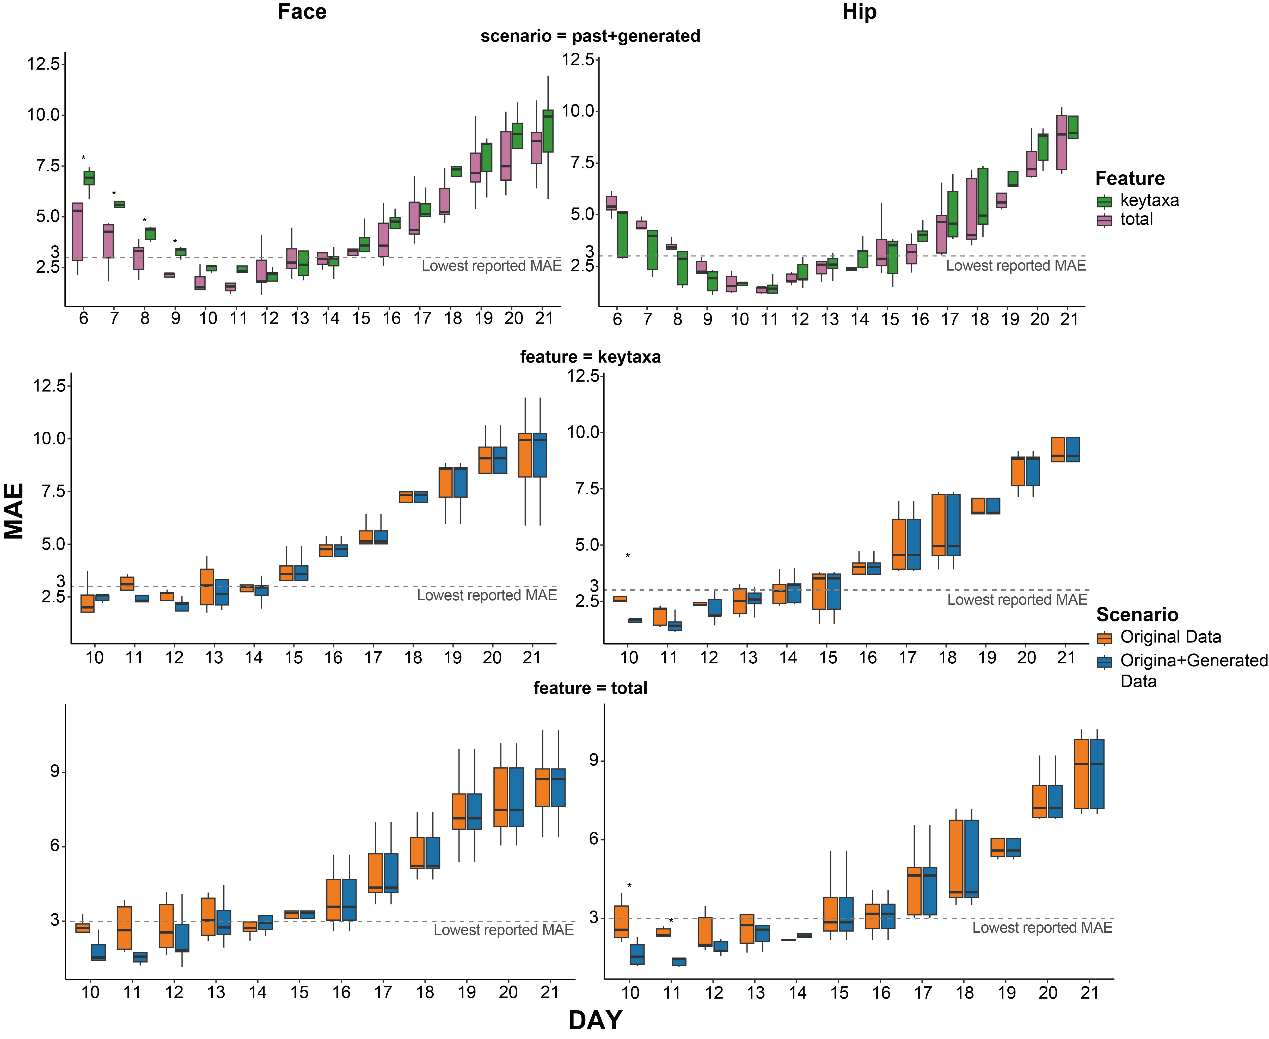 Face Hip
scenario = past+generated
12.5 10.0 7.5 5.0 3 2.5
* * * *
Lowest reported MAE
6 7 8 9 10 11 12 13 14 15 16 17 18 19 20 21
12.5 10.0 7.5 5.0 3 2.5
Lowest reported MAE
6 7 8 9 10 11 12 13 14 15 16 17 18 19 20 21
Feature
keytaxa
total
feature = keytaxa
MAE
12.5 10.0 7.5 5.0 3 2.5
Lowest reported MAE
10 11 12 13 14 15 16 17 18 19 20 21
12.5 10.0 7.5 5.0 3 2.5
*
Lowest reported MAE
10 11 12 13 14 15 16 17 18 19 20 21
Scenario
Original Data
Origina+Generated
Data
feature = total
9 6 3
Lowest reported MAE
10 11 12 13 14 15 16 17 18 19 20 21
9 6 3
* *
Lowest reported MAE
10 11 12 13 14 15 16 17 18 19 20 21
DAY